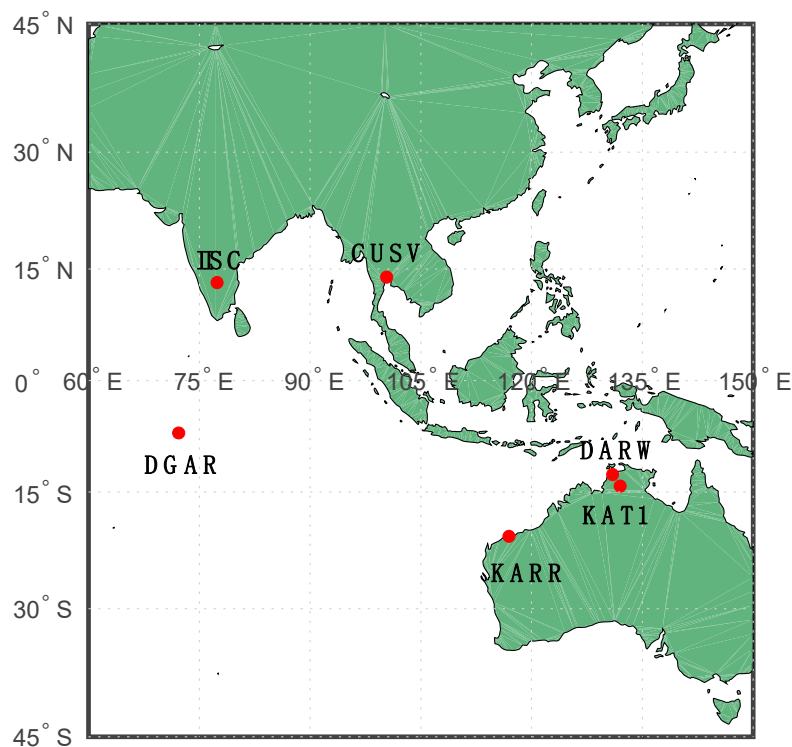 45° N
30° N
CUSV
IISC
15° N
0°
60° E
75° E
90° E
105° E
120° E
135° E
150° E
DGAR
DARW
15° S
KAT1
KARR
30° S
45° S